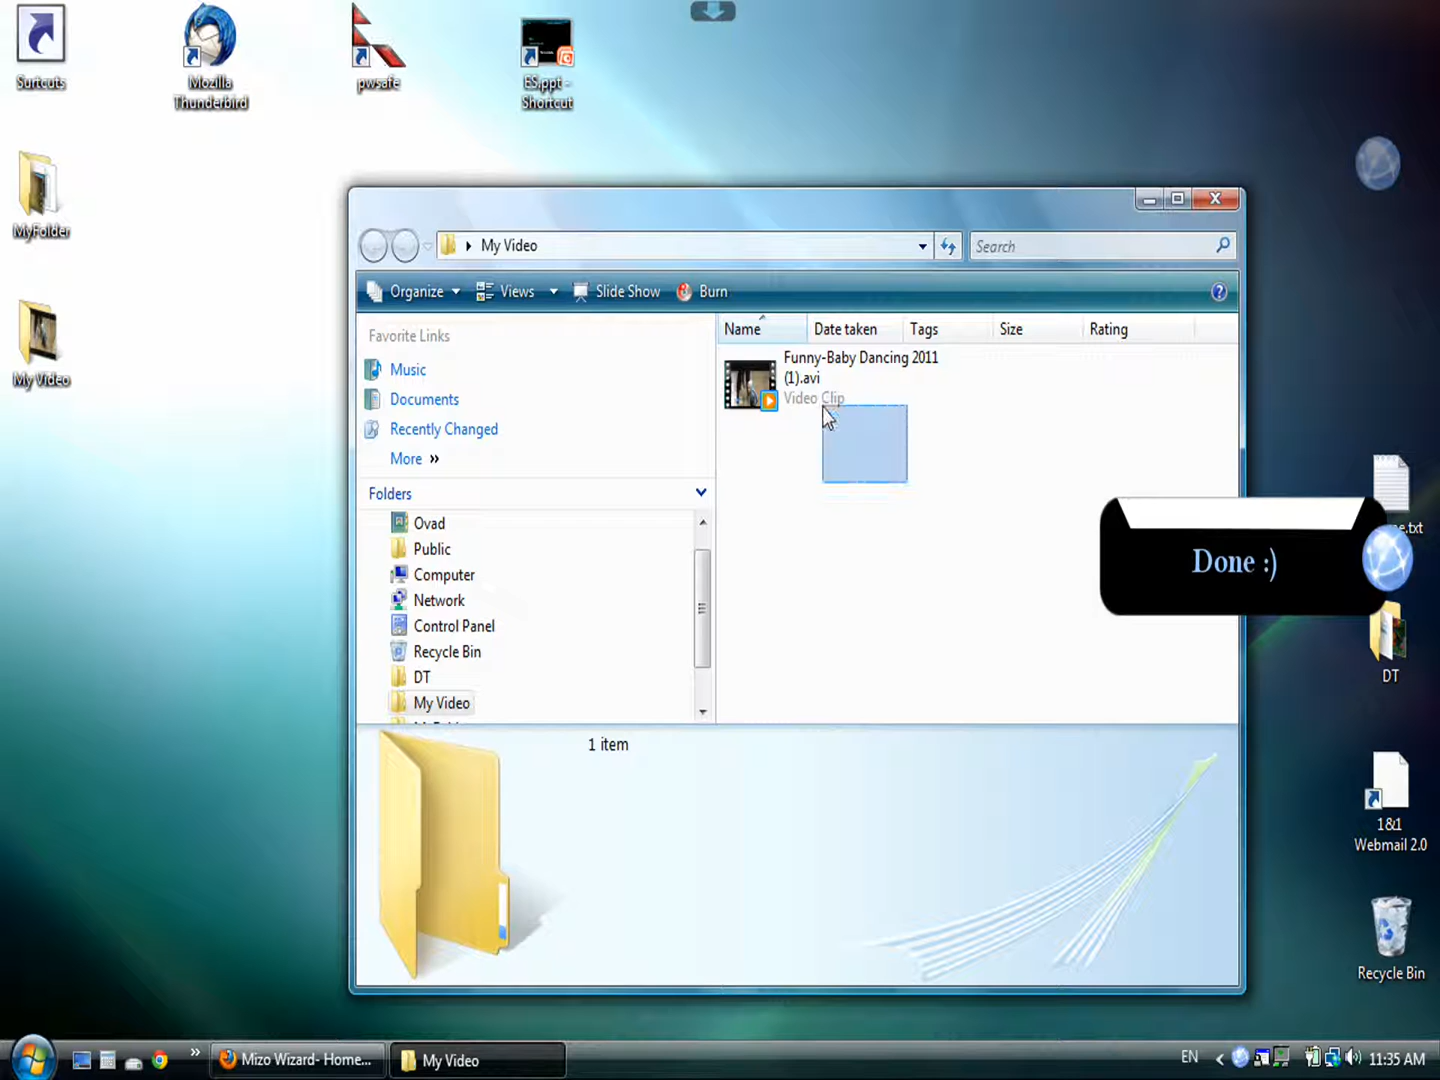 Surtcuts
Mozilla
Thunderbird
pwsafe
ES.ppt -
Shortcut
MyFolder
My Video
My Video
Search
Organize
Views
Slide Show
Burn
Favorite Links
Music
Documents
Recently Changed
More »
Folders
Ovad
Public
Computer
Network
Control Panel
Recycle Bin
DT
My Video
Name
Date taken
Tags
Size
Rating
Funny-Baby Dancing 2011
(1).avi
Video Clip
1 item
Done :)
DT
1&1
Webmail 2.0
Recycle Bin
»
Mizo Wizard- Home...
My Video
EN
11:35 AM